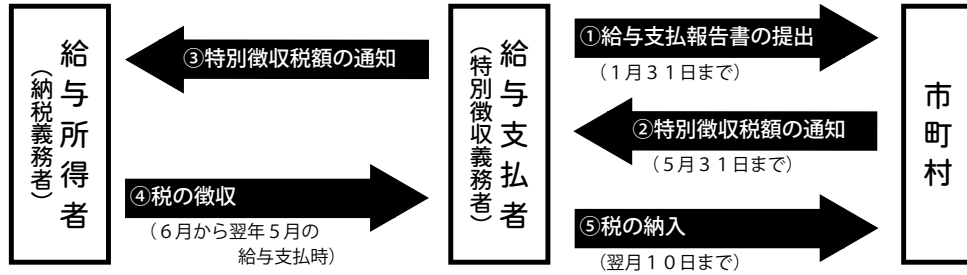 給与所得者
（納税義務者）
③特別徴収税額の通知
④税の徴収
（６月から翌年５月の
給与支払時）
給与支払者
（特別徴収義務者）
①給与支払報告書の提出
（１月３１日まで）
②特別徴収税額の通知
（５月３１日まで）
⑤税の納入
（翌月１０日まで）
市町村